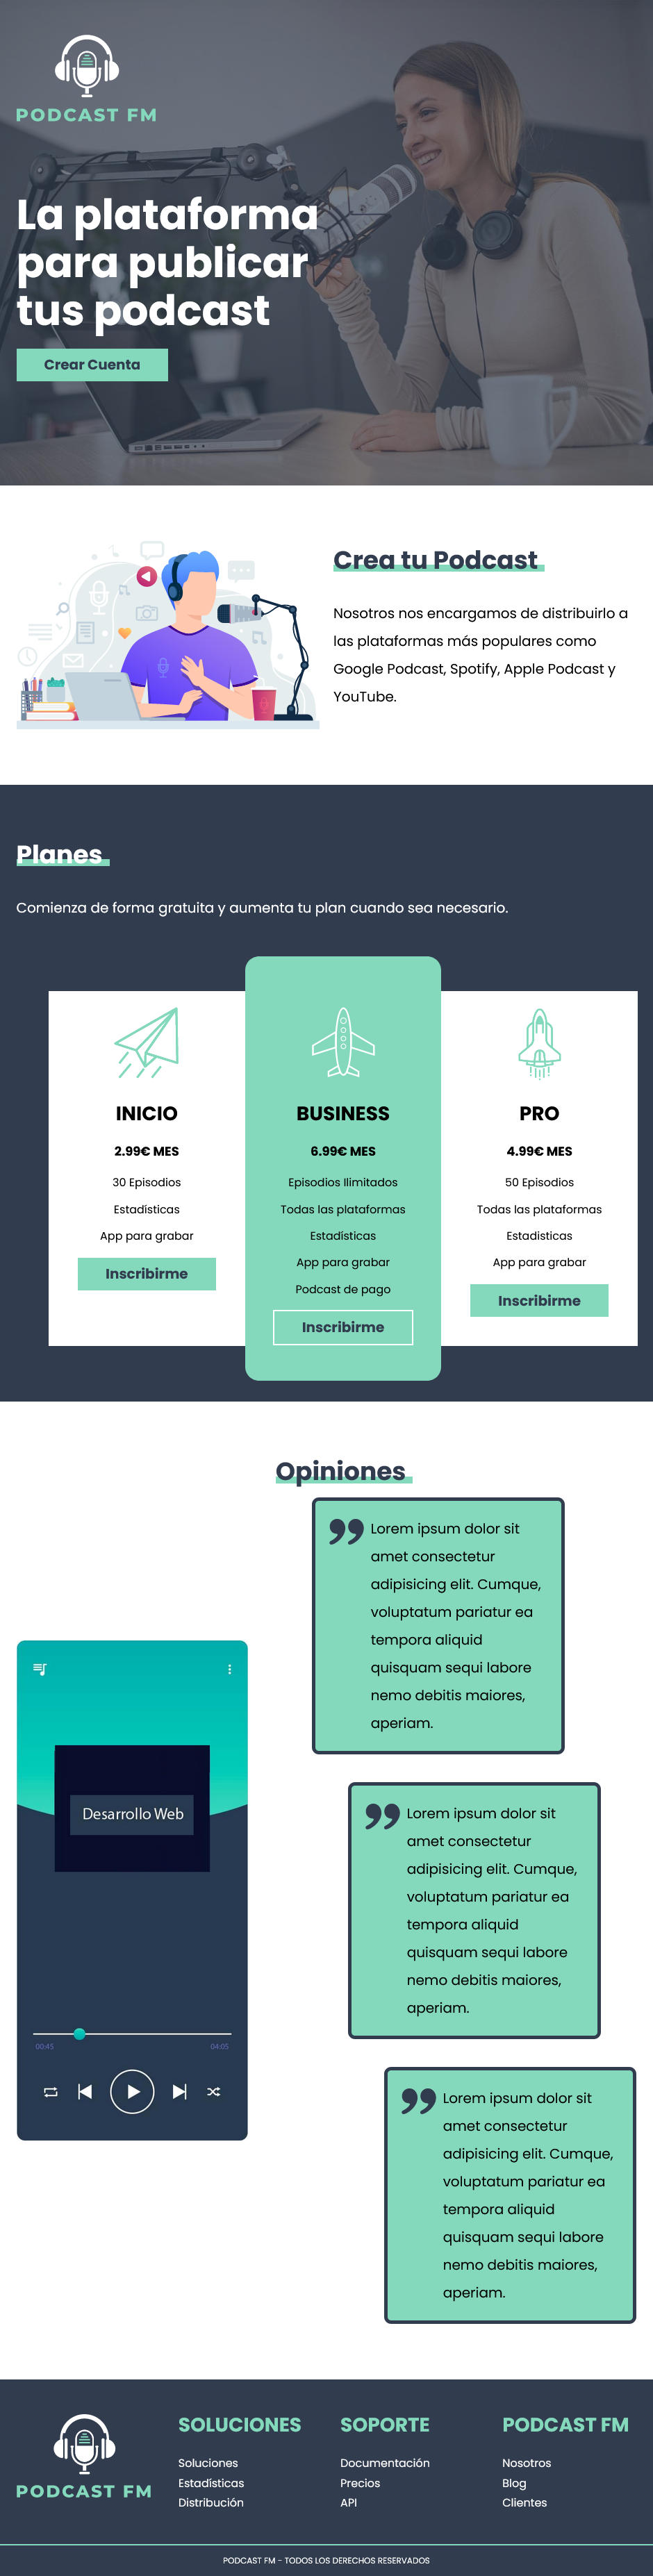 PODCAST FM
La plataforma
para publicar
tus podcast
Crear Cuenta
Crea tu Podcast
Nosotros nos encargamos de distribuirlo a
las plataformas más populares como
Google Podcast, Spotify, Apple Podcast y
YouTube.
Planes
Comienza de forma gratuita y aumenta tu plan cuando sea necesario.
INICIO
2.99€ MES
30 Episodios
Estadísticas
App para grabar
Inscribirme
BUSINESS
6.99€ MES
Episodios Ilimitados
Todas las plataformas
Estadísticas
App para grabar
Podcast de pago
Inscribirme
PRO
4.99€ MES
50 Episodios
Todas las plataformas
Estadisticas
App para grabar
Inscribirme
Opiniones
Lorem ipsum dolor sit
amet consectetur
adipisicing elit. Cumque,
voluptatum pariatur ea
tempora aliquid
quisquam sequi labore
nemo debitis maiores,
aperiam.
Desarrollo Web
00:45
04:05
Lorem ipsum dolor sit
amet consectetur
adipisicing elit. Cumque,
voluptatum pariatur ea
tempora aliquid
quisquam sequi labore
nemo debitis maiores,
aperiam.
Lorem ipsum dolor sit
amet consectetur
adipisicing elit. Cumque,
voluptatum pariatur ea
tempora aliquid
quisquam sequi labore
nemo debitis maiores,
aperiam.
PODCAST FM
SOLUCIONES
Soluciones
Estadísticas
Distribución
SOPORTE
Documentación
Precios
API
PODCAST FM
Nosotros
Blog
Clientes
PODCAST FM - TODOS LOS DERECHOS RESERVADOS